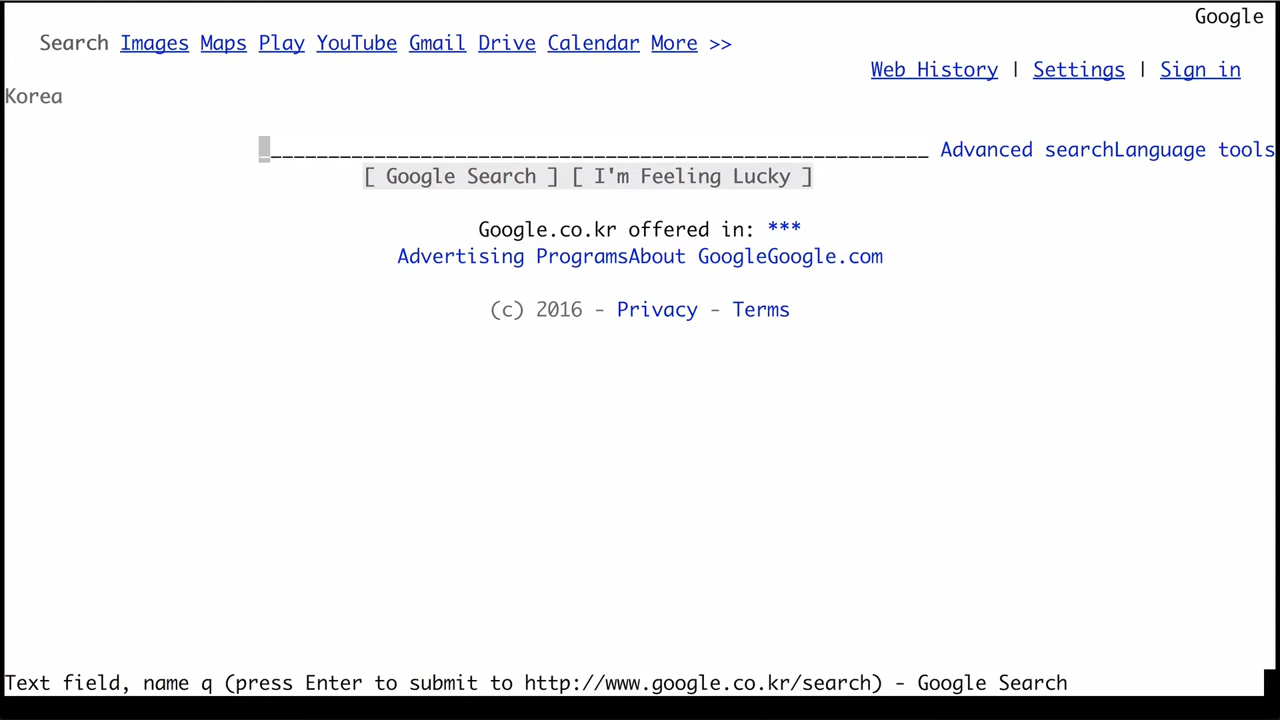 Google
Search Images Maps Play YouTube Gmail Drive Calendar More >>
Web History | Settings | Sign in
Korea
Advanced searchLanguage tools
[ Google Search ] [ I'm Feeling Lucky ]
Google.co.kr offered in: ***
Advertising ProgramsAbout GoogleGoogle.com
(c) 2016 - Privacy - Terms
Text field, name q (press Enter to submit to http://www.google.co.kr/search) - Google Search